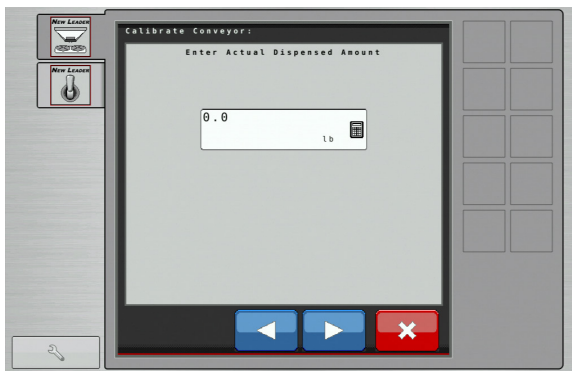 NEW LEADER
NEW LEADER
Calibrate Conveyor:
Enter Actual Dispensed Amount
0.0
lb